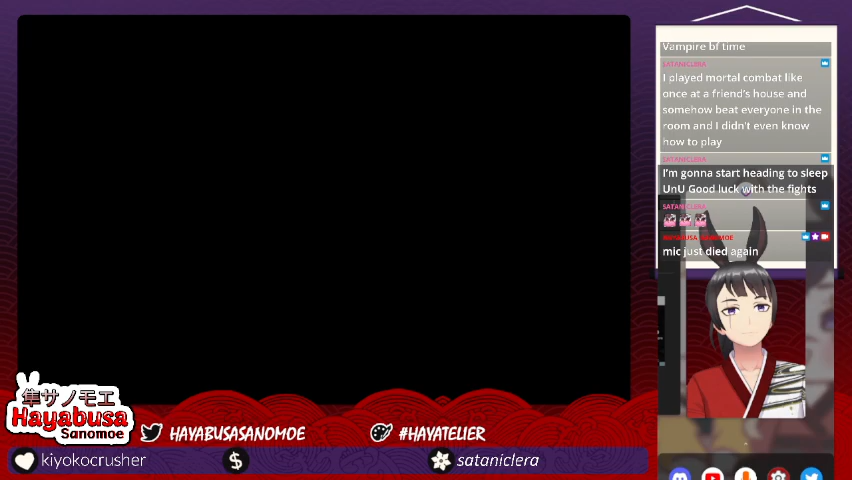 Vampire bf time
SATANICLERA
I played mortal combat like
once at a friend's house and
somehow beat everyone in the
room and I didn't even know
how to play
SATANICLERA
I'm gonna start heading to sleep
UnU Good luck with the fights
SATANICLERA
HAYABUSA SANOMOE
mic just died again
隼サノモエ
Hayabusa
Sanomoe
HAYABUSASANOMOE
#HAYATELIER
kiyokocrusher
$
sataniclera